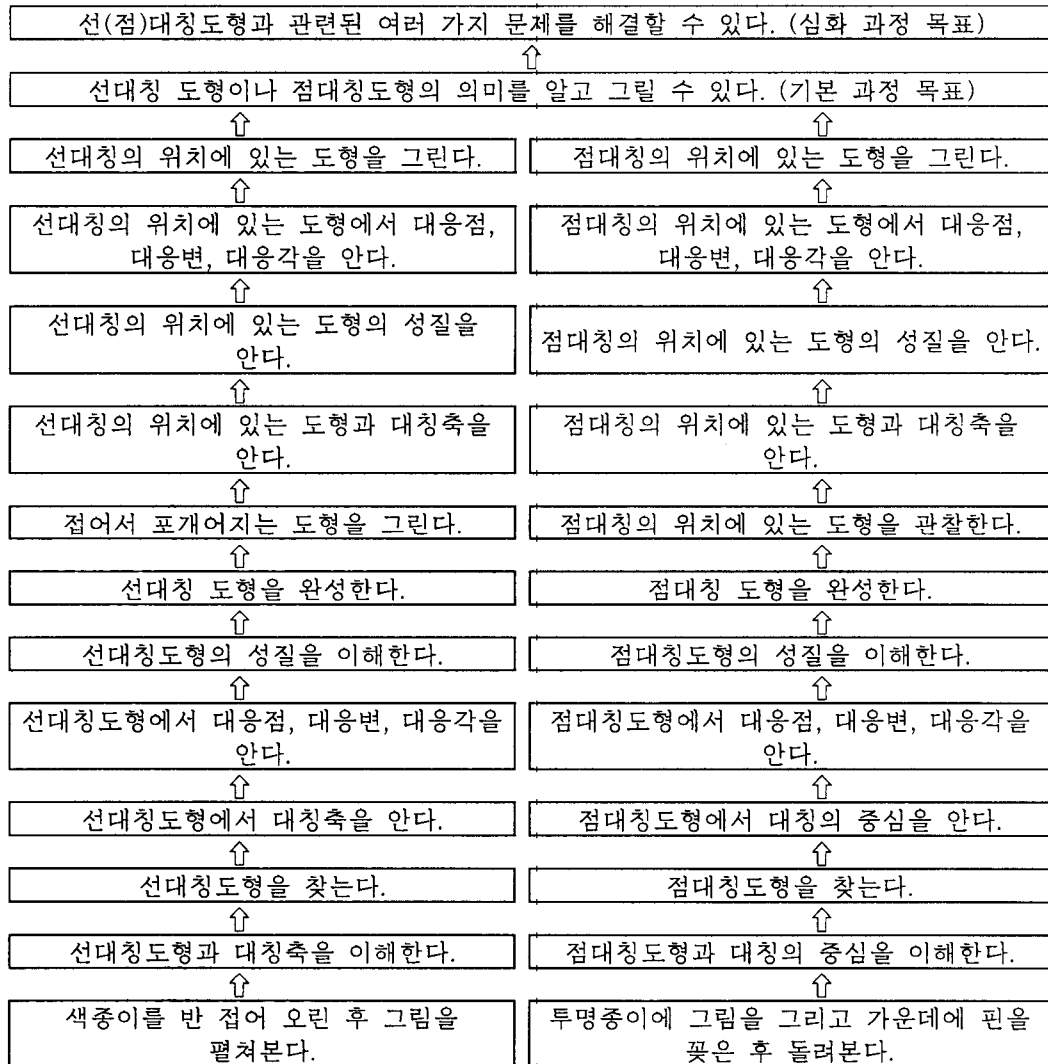 선(점)대칭도형과 관련된 여러 가지 문제를 해결할 수 있다. (심화 과정 목표)
선대칭 도형이나 점대칭도형의 의미를 알고 그릴 수 있다. (기본 과정 목표)
선대칭의 위치에 있는 도형을 그린다.
점대칭의 위치에 있는 도형을 그린다.
선대칭의 위치에 있는 도형에서 대응점,
대응변, 대응각을 안다.
점대칭의 위치에 있는 도형에서 대응점,
대응변, 대응각을 안다.
선대칭의 위치에 있는 도형의 성질을
안다.
점대칭의 위치에 있는 도형의 성질을 안다.
선대칭의 위치에 있는 도형과 대칭축을
안다.
점대칭의 위치에 있는 도형과 대칭축을
안다.
접어서 포개어지는 도형을 그린다.
점대칭의 위치에 있는 도형을 관찰한다.
선대칭 도형을 완성한다.
점대칭 도형을 완성한다.
선대칭도형의 성질을 이해한다.
점대칭도형의 성질을 이해한다.
선대칭도형에서 대응점, 대응변, 대응각을
안다.
점대칭도형에서 대응점, 대응변, 대응각을
안다.
선대칭도형에서 대칭축을 안다.
점대칭도형에서 대칭의 중심을 안다.
선대칭도형을 찾는다.
점대칭도형을 찾는다.
선대칭도형과 대칭축을 이해한다.
점대칭도형과 대칭의 중심을 이해한다.
색종이를 반 접어 오린 후 그림을
펼쳐본다.
투명종이에 그림을 그리고 가운데에 핀을
꽂은 후 돌려본다.